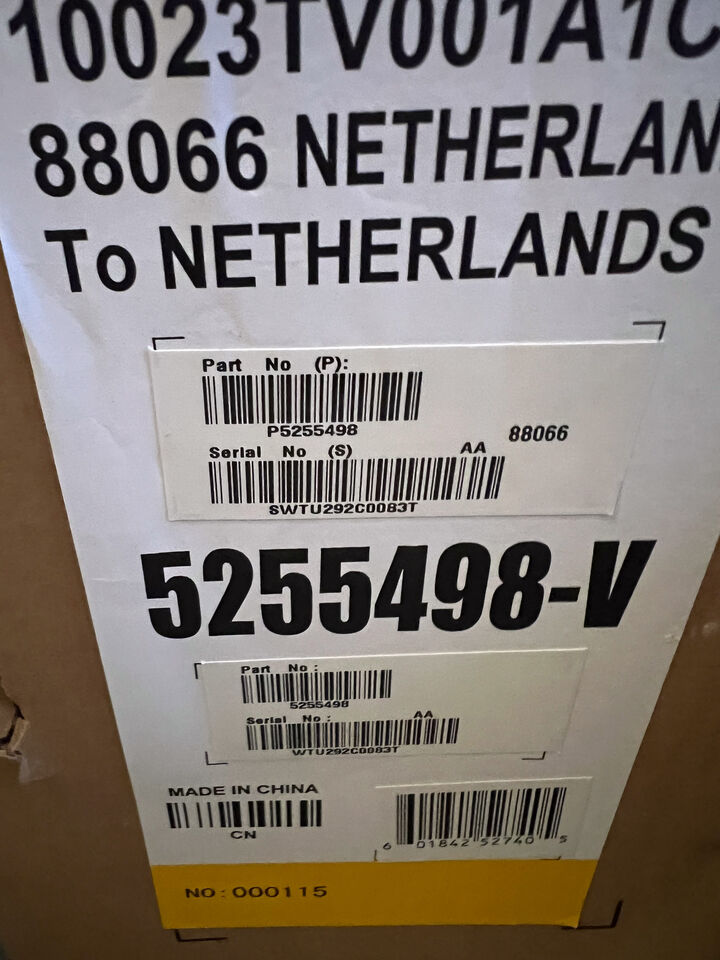 10023TV001A1C
88066 NETHERLAN
To NETHERLANDS
Part No (P):
P5255498
88066
Serial No (S) AA
SWTU292C0083T
5255498-V
Part No :
5255498
Serial No : AA
WTU292C0083T
MADE IN CHINA
CN
6 01842 52740 5
NO:000115